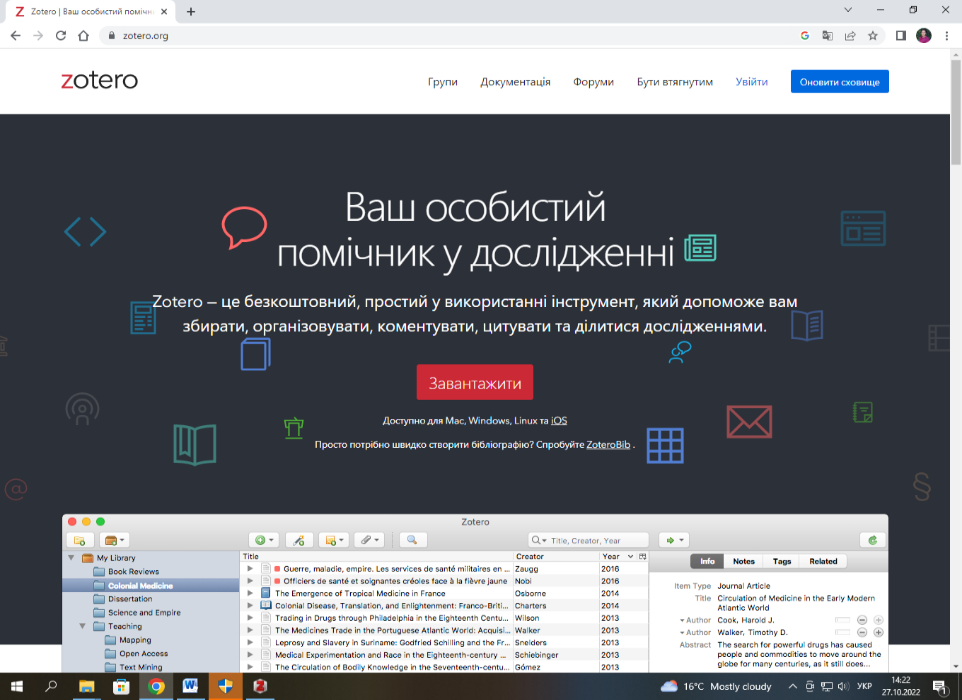 Zotero | Ваш особистий помічн
zotero.org
zotero
Групи Документація Форуми Бути втягнутим Увійти Оновити сховище
Ваш особистий
помічник у дослідженні
Zotero — це безкоштовний, простий у використанні інструмент, який допоможе вам
збирати, організовувати, коментувати, цитувати та ділитися дослідженнями.
Завантажити
Доступно для Mac, Windows, Linux та iOS
Просто потрібно швидко створити бібліографію? Спробуйте ZoteroBib .
Zotero
Title, Creator, Year
My Library
Book Reviews
Colonial Medicine
Dissertation
Science and Empire
Teaching
Mapping
Open Access
Text Mining
Title Creator Year
Guerre, maladie, empire. Les services de santé militaires en ... Zaugg 2016
Officiers de santé et soignantes créoles face à la fièvre jaune Nobi 2016
The Emergence of Tropical Medicine in France Osborne 2014
Colonial Disease, Translation, and Enlightenment: Franco-Briti... Charters 2014
Trading in Drugs through Philadelphia in the Eighteenth Centu... Wilson 2013
The Medicines Trade in the Portuguese Atlantic World: Acquisi... Walker 2013
Leprosy and Slavery in Suriname: Godfried Schilling and the Fr... Snelders 2013
Medical Experimentation and Race in the Eighteenth-century ... Schiebinger 2013
The Circulation of Bodily Knowledge in the Seventeenth-centu... Gómez 2013
Info Notes Tags Related
Item Type Journal Article
Title Circulation of Medicine in the Early Modern
Atlantic World
Author Cook, Harold J.
Author Walker, Timothy D.
Abstract The search for powerful drugs has caused
people and commodities to move around the
globe for many centuries, as it still does...
16°C Mostly cloudy
УКР
14:22
27.10.2022
1